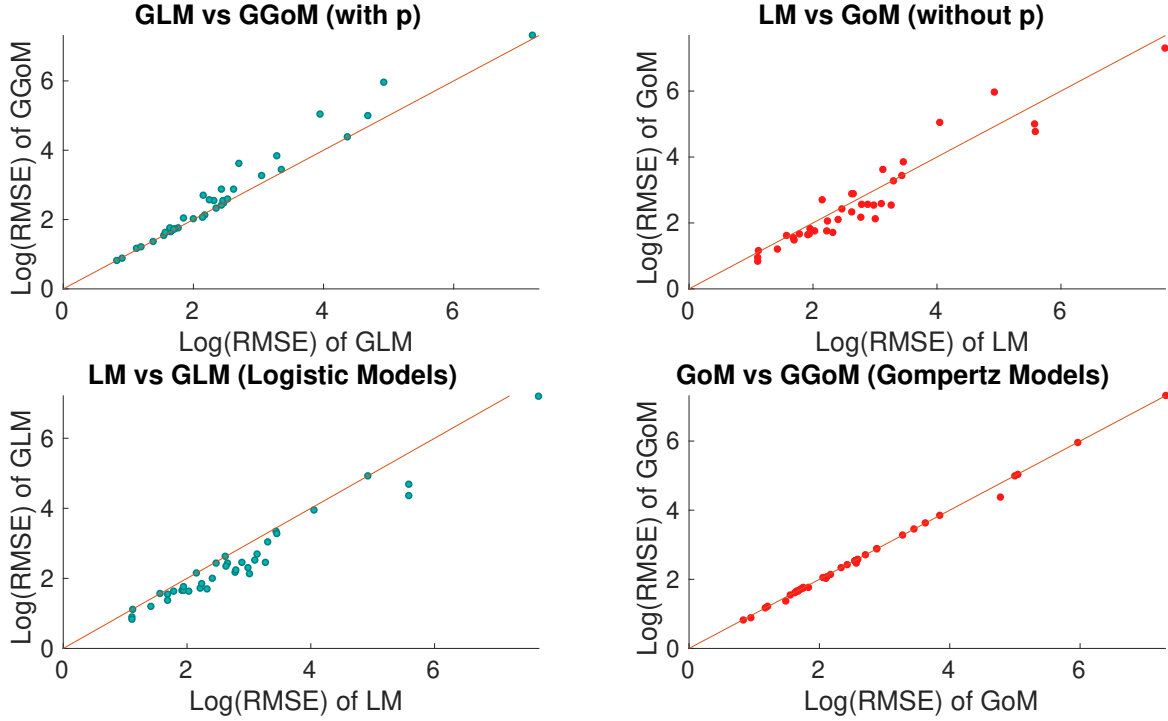 GLM vs GGoM (with p)
Log(RMSE) of GGoM
6
4
2
0
0 2 4 6
Log(RMSE) of GLM
LM vs GoM (without p)
Log(RMSE) of GoM
6
4
2
0
0 2 4 6
Log(RMSE) of LM
LM vs GLM (Logistic Models)
Log(RMSE) of GLM
6
4
2
0
0 2 4 6
Log(RMSE) of LM
GoM vs GGoM (Gompertz Models)
Log(RMSE) of GGoM
6
4
2
0
0 2 4 6
Log(RMSE) of GoM